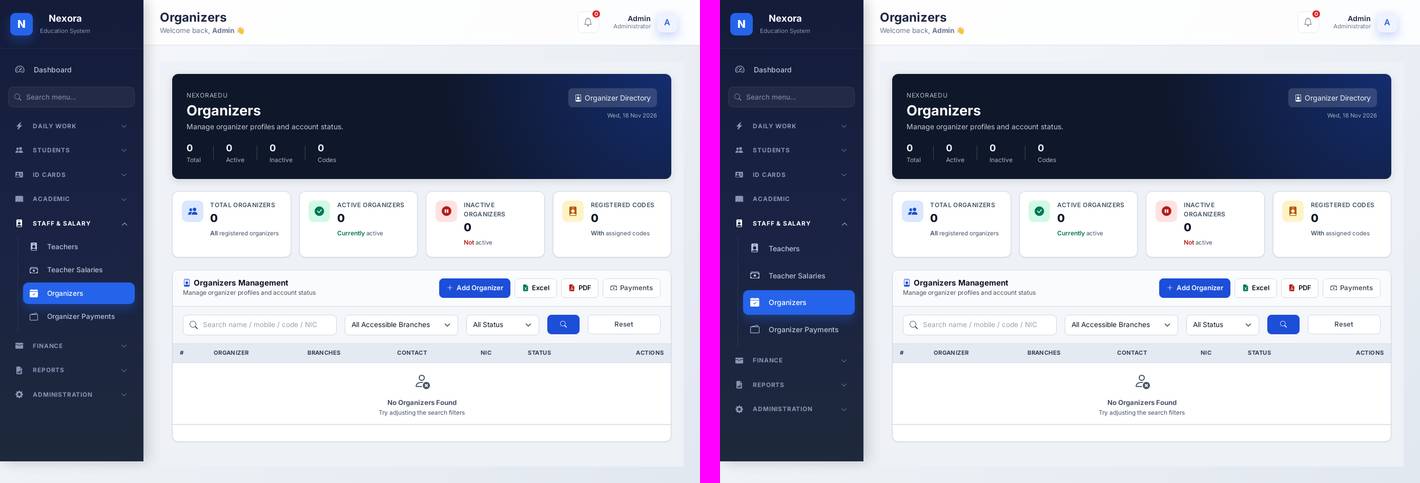 N
Nexora
Education System
Dashboard
Search menu...
DAILY WORK
STUDENTS
ID CARDS
ACADEMIC
STAFF & SALARY
Teachers
Teacher Salaries
Organizers
Organizer Payments
FINANCE
REPORTS
ADMINISTRATION
Organizers
Welcome back, Admin 👋
0
Admin
Administrator
A
NEXORAEDU
Organizers
Manage organizer profiles and account status.
Organizer Directory
Wed, 18 Nov 2026
0 0 0 0
Total Active Inactive Codes
TOTAL ORGANIZERS
0
All registered organizers
ACTIVE ORGANIZERS
0
Currently active
INACTIVE
ORGANIZERS
0
Not active
REGISTERED CODES
0
With assigned codes
Organizers Management
Manage organizer profiles and account status
+ Add Organizer Excel PDF Payments
Search name / mobile / code / NIC All Accessible Branches All Status Reset
# ORGANIZER BRANCHES CONTACT NIC STATUS ACTIONS
No Organizers Found
Try adjusting the search filters
N
Nexora
Education System
Dashboard
Search menu...
DAILY WORK
STUDENTS
ID CARDS
ACADEMIC
STAFF & SALARY
Teachers
Teacher Salaries
Organizers
Organizer Payments
FINANCE
REPORTS
ADMINISTRATION
Organizers
Welcome back, Admin 👋
0
Admin
Administrator
A
NEXORAEDU
Organizers
Manage organizer profiles and account status.
Organizer Directory
Wed, 18 Nov 2026
0 0 0 0
Total Active Inactive Codes
TOTAL ORGANIZERS
0
All registered organizers
ACTIVE ORGANIZERS
0
Currently active
INACTIVE
ORGANIZERS
0
Not active
REGISTERED CODES
0
With assigned codes
Organizers Management
Manage organizer profiles and account status
+ Add Organizer Excel PDF Payments
Search name / mobile / code / NIC All Accessible Branches All Status Reset
# ORGANIZER BRANCHES CONTACT NIC STATUS ACTIONS
No Organizers Found
Try adjusting the search filters